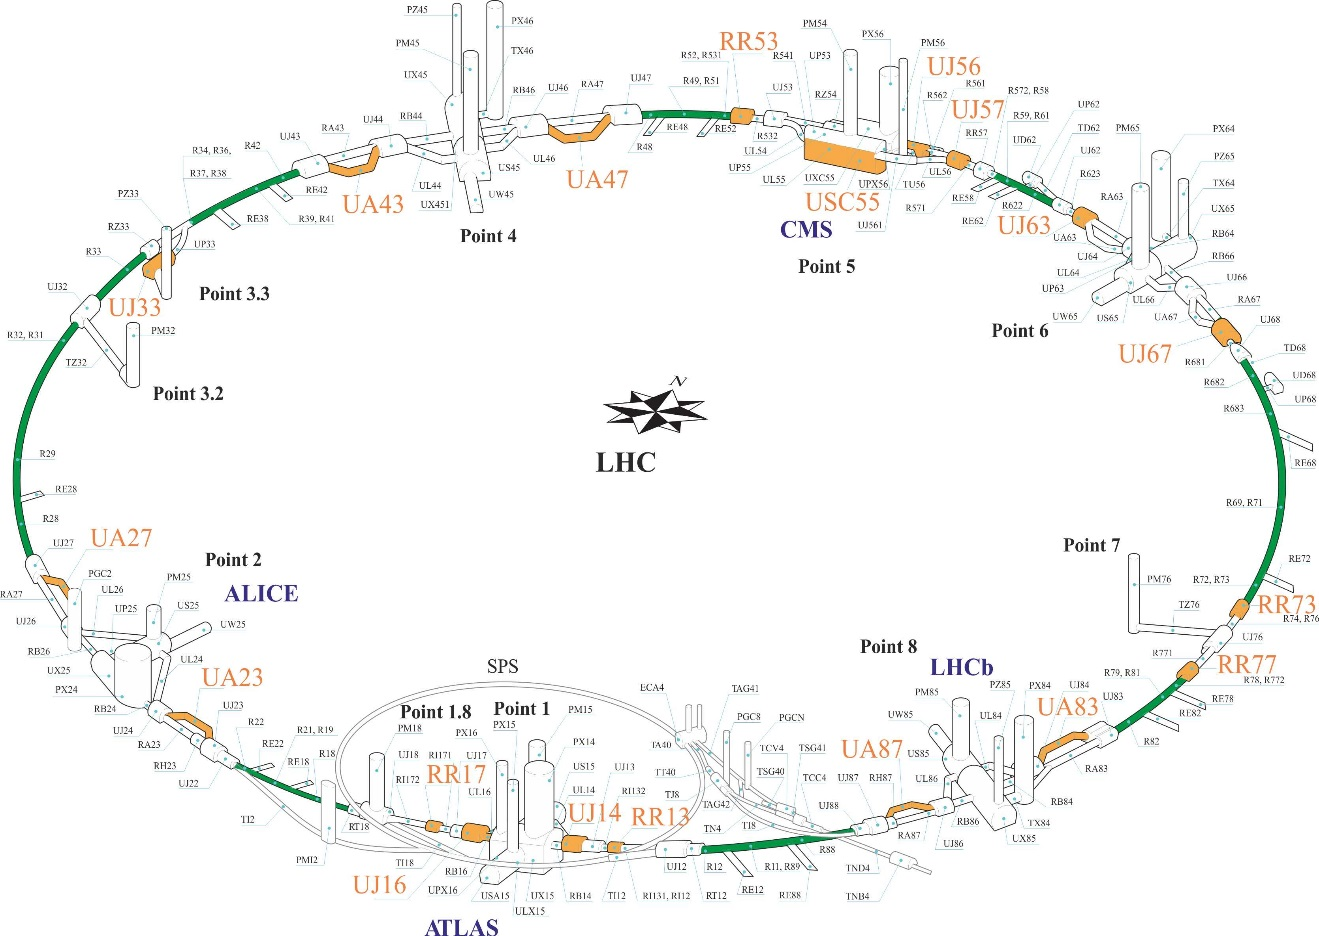 PZ45
PX46
PM45
TX46
UX45
RB46
UJ46
RA47
UJ47
RB44
UJ44
RA43
UJ43
R34, R36,
R37, R38
R42
US45
UL46
UA47
UL44
UX451
UW45
UA43
RE42
R39, R41
RE38
Point 4
R52, R531
R49, R51
RR53
R541
UJ53
PM54
UP53
RZ54
PX56
PM56
UJ56
R561
R562
UJ57
R572, R58
R59, R61
RR57
RE48
RE52
R48
R532
UL54
UP55
UL55
UXC55
UPX56
TU56
UL56
USC55
UJ561
R571
RE58
RE62
R622
CMS
Point 5
UP62
TD62
UD62
UJ62
R623
PM65
PX64
PZ65
TX64
UX65
RA63
RB64
RB66
UJ66
RA67
UJ68
UJ63
UA63
UJ64
UL64
UP63
UW65
US65
UL66
UA67
Point 6
UJ67
R681
R682
R683
TD68
UD68
UP68
RE68
PZ33
RZ33
R33
UP33
UJ33
Point 3.3
UJ32
R32, R31
TZ32
PM32
Point 3.2
N
LHC
R29
RE28
R28
UJ27
UA27
RA27
PGC2
UL26
UP25
UJ26
RB26
UX25
PX24
RB24
UJ24
RA23
RH23
UJ22
Point 2
PM25
ALICE
US25
UW25
UL24
UA23
UJ23
R22
RE22
R21, R19
RE18
R18
TI2
PMI2
R69, R71
RE72
Point 7
PM76
R72, R73
TZ76
RR73
R74, R76
UJ76
R771
RR77
R78, R772
R79, R81
RE78
RE82
R82
SPS
Point 1.8
PM18
Point 1
PX15
PM15
PX16
PX14
UJ18
RI171
UJ17
RI172
RR17
UL16
US15
UL14
UJ13
RI132
UJ14
RR13
RT18
TI18
UJ16
RB16
UPX16
USA15
ULX15
UX15
RB14
TI12
RI131, RI12
UJ12
R12
RT12
RE12
R11, R89
RE88
R88
ATLAS
ECA4
TAG41
PGC8
PGCN
TA40
TCV4
TSG41
TSG40
TT40
TCC4
TJ8
TAG42
TN4
TI8
UJ88
UJ87
RH87
UA87
TND4
TNB4
Point 8
LHCb
PM85
PZ85
PX84
UJ84
UJ83
UW85
UL84
UA83
US85
UL86
RA83
RB84
TX84
UX85
RB86
UJ86
RA87